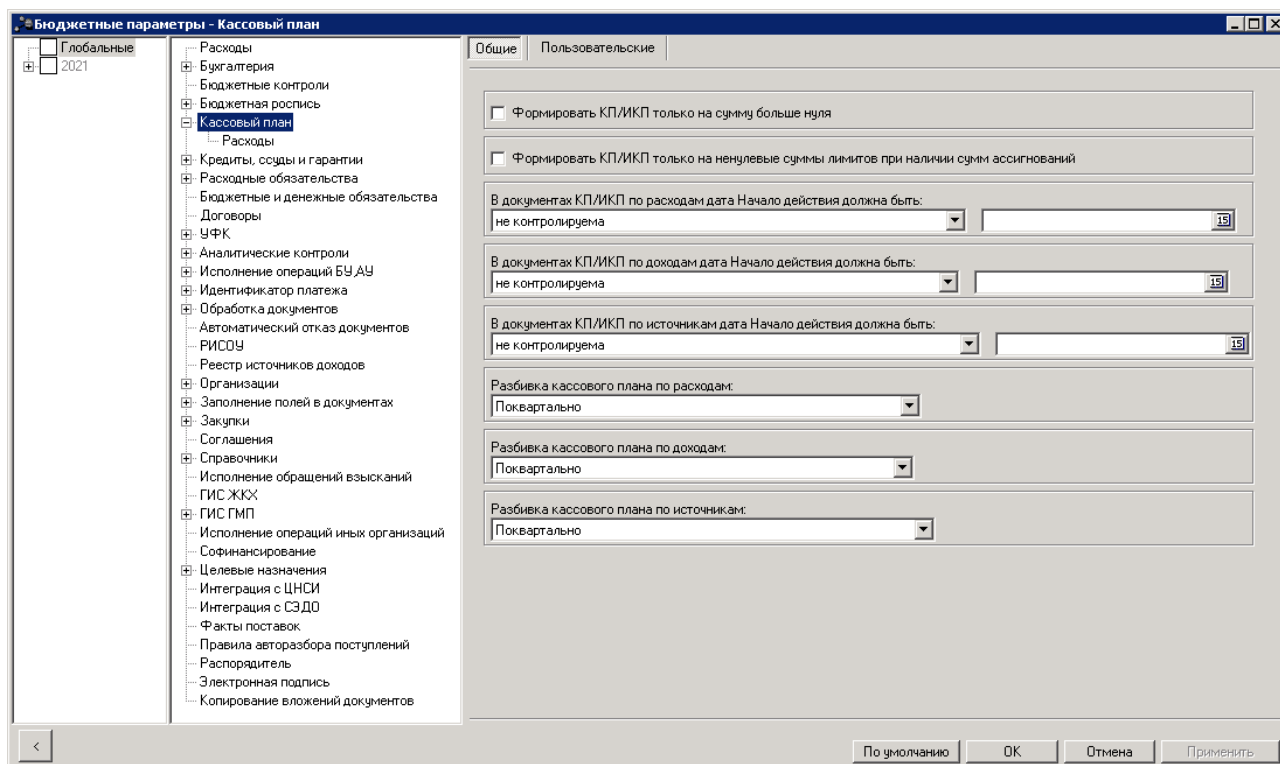 Бюджетные параметры - Кассовый план
Глобальные
2021
Расходы
Бухгалтерия
Бюджетные контроли
Бюджетная роспись
Кассовый план
Расходы
Кредиты, ссуды и гарантии
Расходные обязательства
Бюджетные и денежные обязательства
Договоры
УФК
Аналитические контроли
Исполнение операций БУ,АУ
Идентификатор платежа
Обработка документов
Автоматический отказ документов
РИСОУ
Реестр источников доходов
Организации
Заполнение полей в документах
Закупки
Соглашения
Справочники
Исполнение обращений взысканий
ГИС ЖКХ
ГИС ГМП
Исполнение операций иных организаций
Софинансирование
Целевые назначения
Интеграция с ЦНСИ
Интеграция с СЭДО
Факты поставок
Правила авторазбора поступлений
Распорядитель
Электронная подпись
Копирование вложений документов
Общие
Пользовательские
Формировать КП/ИКП только на сумму больше нуля
Формировать КП/ИКП только на ненулевые суммы лимитов при наличии сумм ассигнований
В документах КП/ИКП по расходам дата Начало действия должна быть:
не контролируема
15
В документах КП/ИКП по доходам дата Начало действия должна быть:
не контролируема
15
В документах КП/ИКП по источникам дата Начало действия должна быть:
не контролируема
15
Разбивка кассового плана по расходам:
Поквартально
Разбивка кассового плана по доходам:
Поквартально
Разбивка кассового плана по источникам:
Поквартально
<
По умолчанию
OK
Отмена
Применить